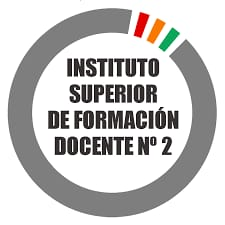 INSTITUTO
SUPERIOR
DE FORMACIÓN
DOCENTE Nº 2